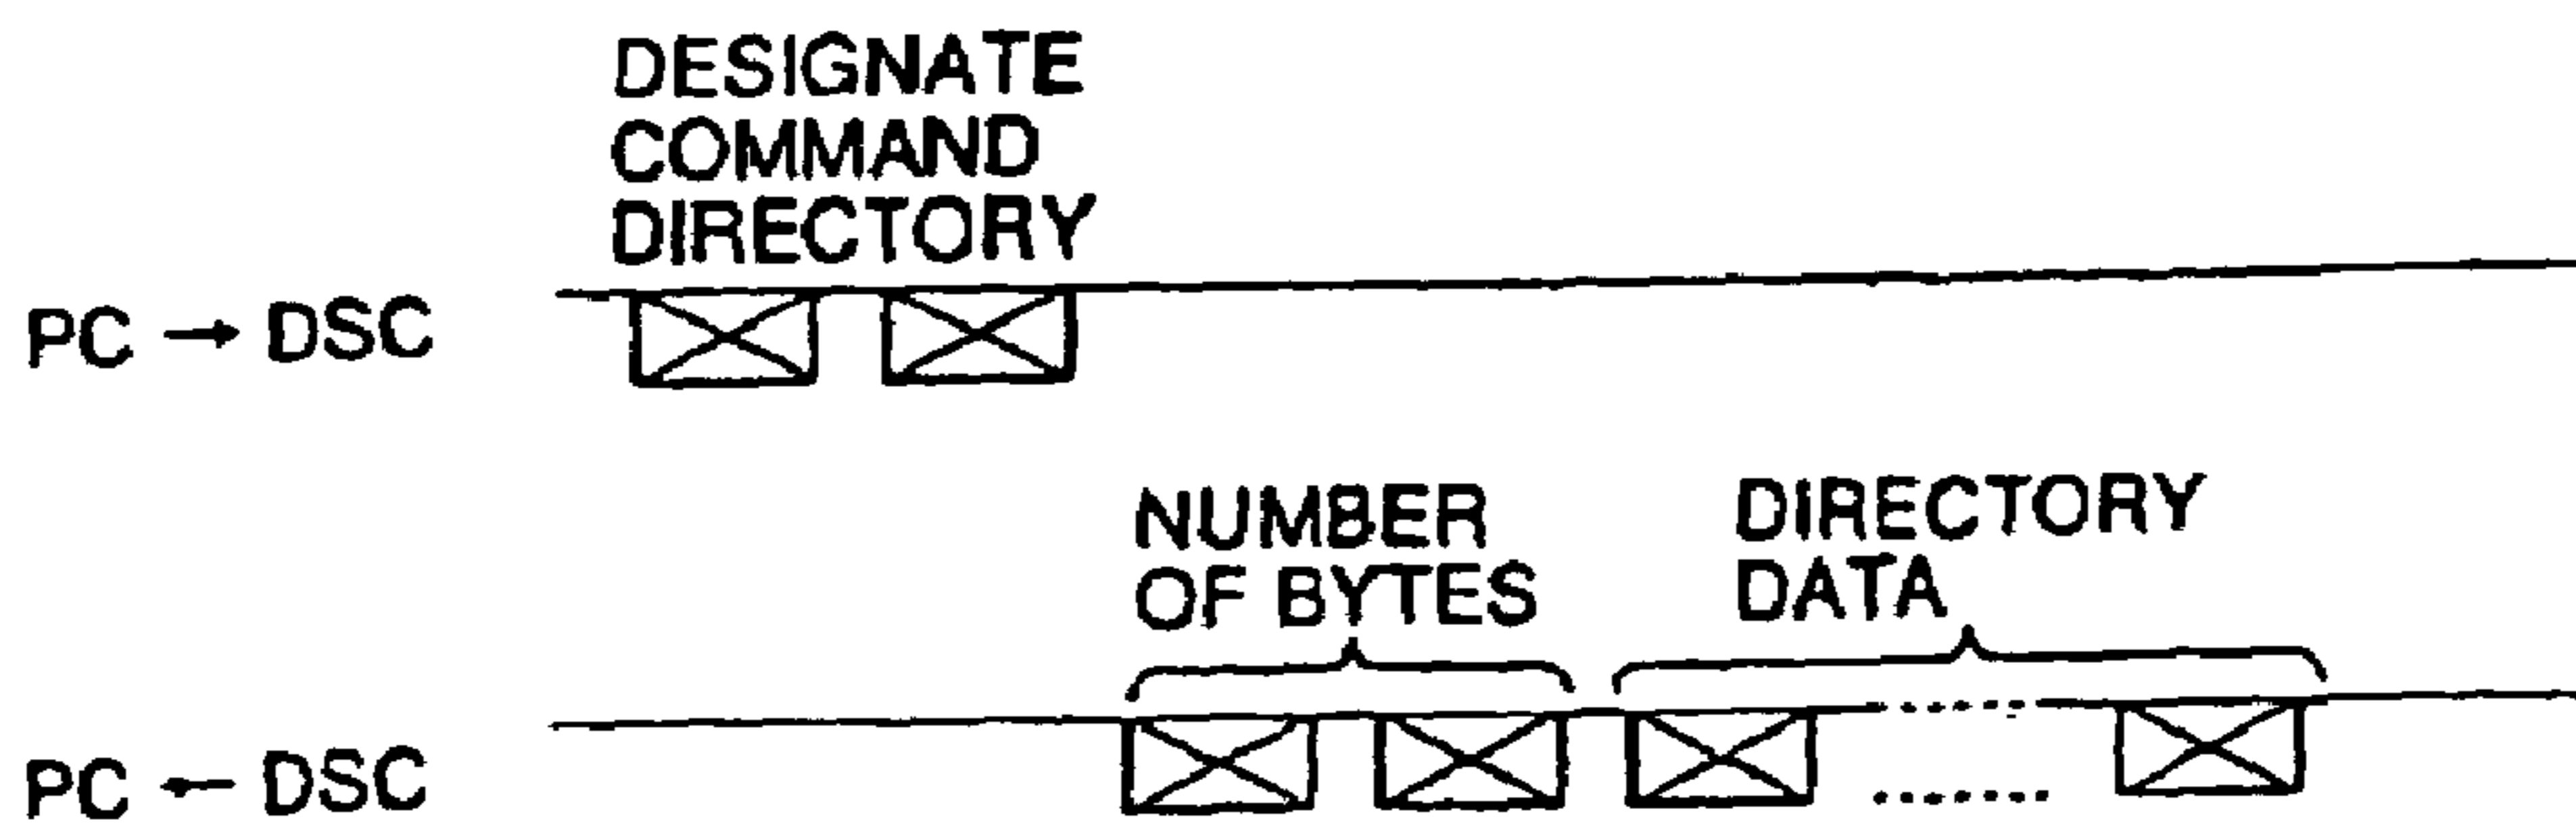 DESIGNATE
COMMAND
DIRECTORY
PC → DSC
NUMBER
OF BYTES
DIRECTORY
DATA
PC ← DSC